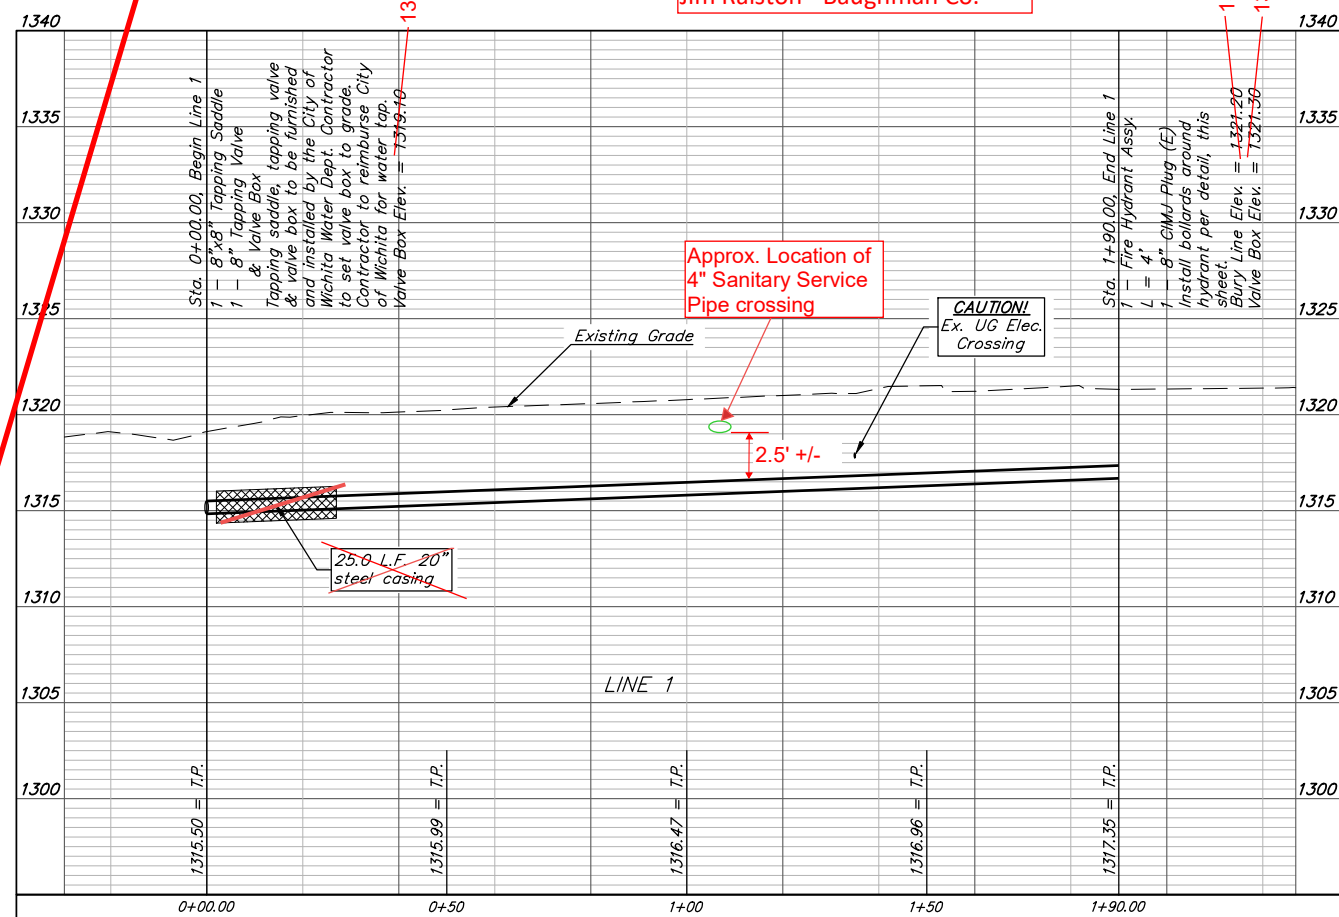 Jim Ralston - Baughman Co.
13
1340
1340
1335
1335
1330
1330
1325
1325
1320
1320
1315
1315
1310
1310
1305
1305
1300
1300
Sta. 0+00.00, Begin Line 1
1 - 8"x8" Tapping Saddle
1 - 8" Tapping Valve
& Valve Box
Tapping saddle, tapping valve
& valve box to be furnished
and installed by the City of
Wichita Water Dept. Contractor
to set valve box to grade.
Contractor to reimburse City
of Wichita for water tap.
Valve Box Elev. = 1319.10
Sta. 1+90.00, End Line 1
1 - Fire Hydrant Assy.
L = 4'
1 - 8" CIMJ Plug (E)
Install bollards around
hydrant per detail, this
sheet.
Bury Line Elev. = 1321.20
Valve Box Elev. = 1321.30
Approx. Location of
4" Sanitary Service
Pipe crossing
CAUTION!
Ex. UG Elec.
Crossing
Existing Grade
2.5' +/-
25.0 L.F. 20"
steel casing
LINE 1
1315.50 = T.P.
1315.99 = T.P.
1316.47 = T.P.
1316.96 = T.P.
1317.35 = T.P.
0+00.00
0+50
1+00
1+50
1+90.00